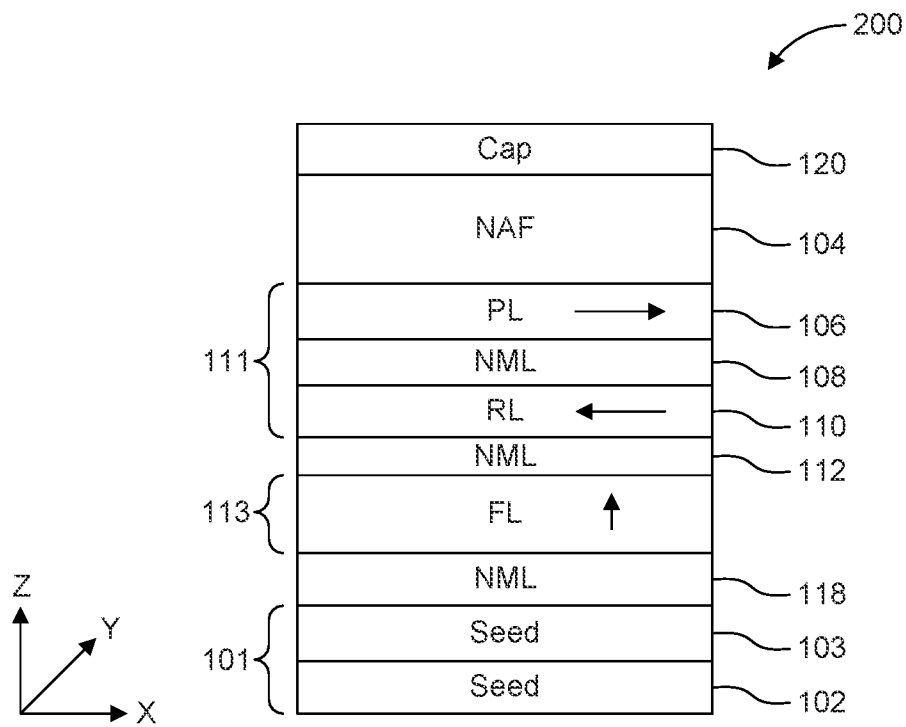 200
Cap
120
NAF
104
PL
106
111
NML
108
RL
110
NML
112
113
FL
NML
118
Z
Y
X
101
Seed
103
Seed
102